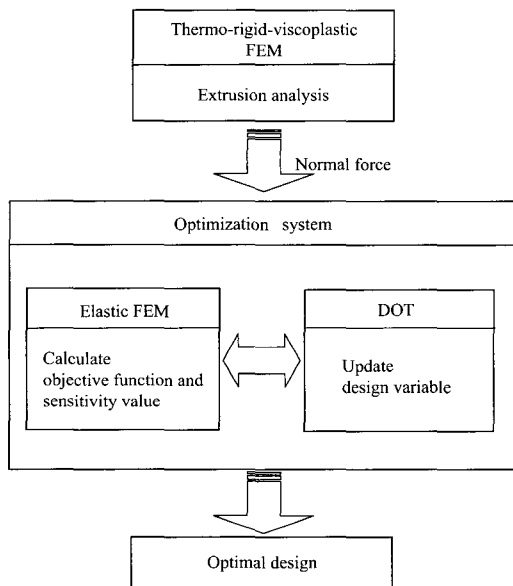 Thermo-rigid-viscoplastic
FEM
Extrusion analysis
Normal force
Optimization system
Elastic FEM
Calculate
objective function and
sensitivity value
DOT
Update
design variable
Optimal design